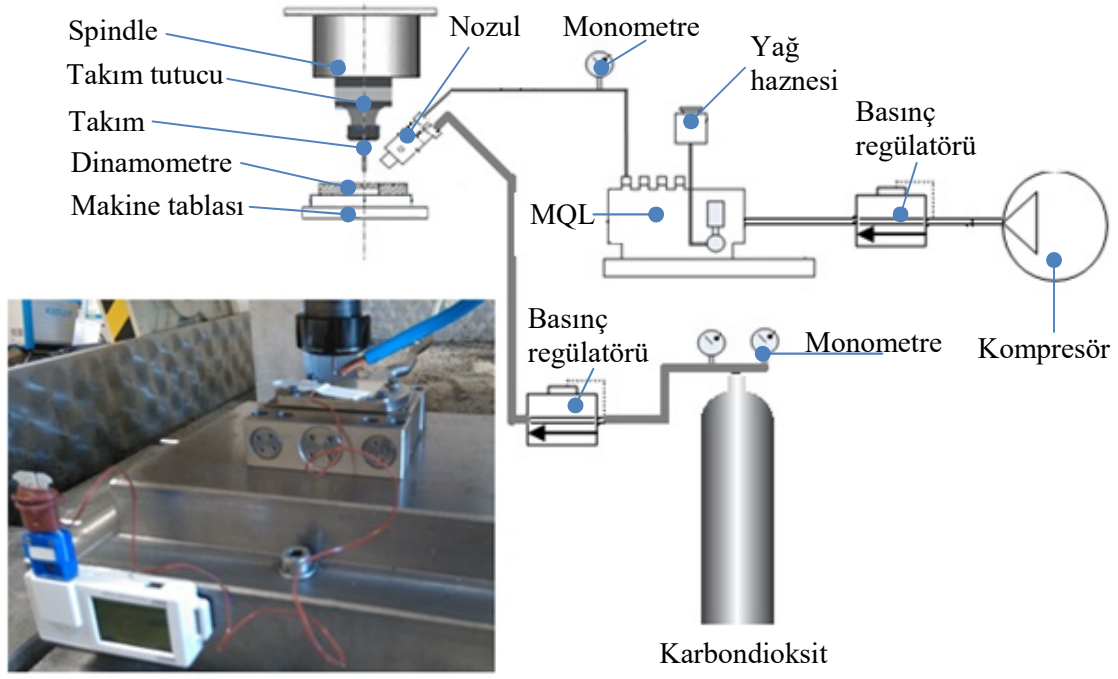 Spindle
Takım tutucu
Takım
Dinamometre
Makine tablası
Nozul
Monometre
Yağ
haznesi
Basınç
regülatörü
MQL
Kompresör
Basınç
regülatörü
Monometre
Karbondioksit